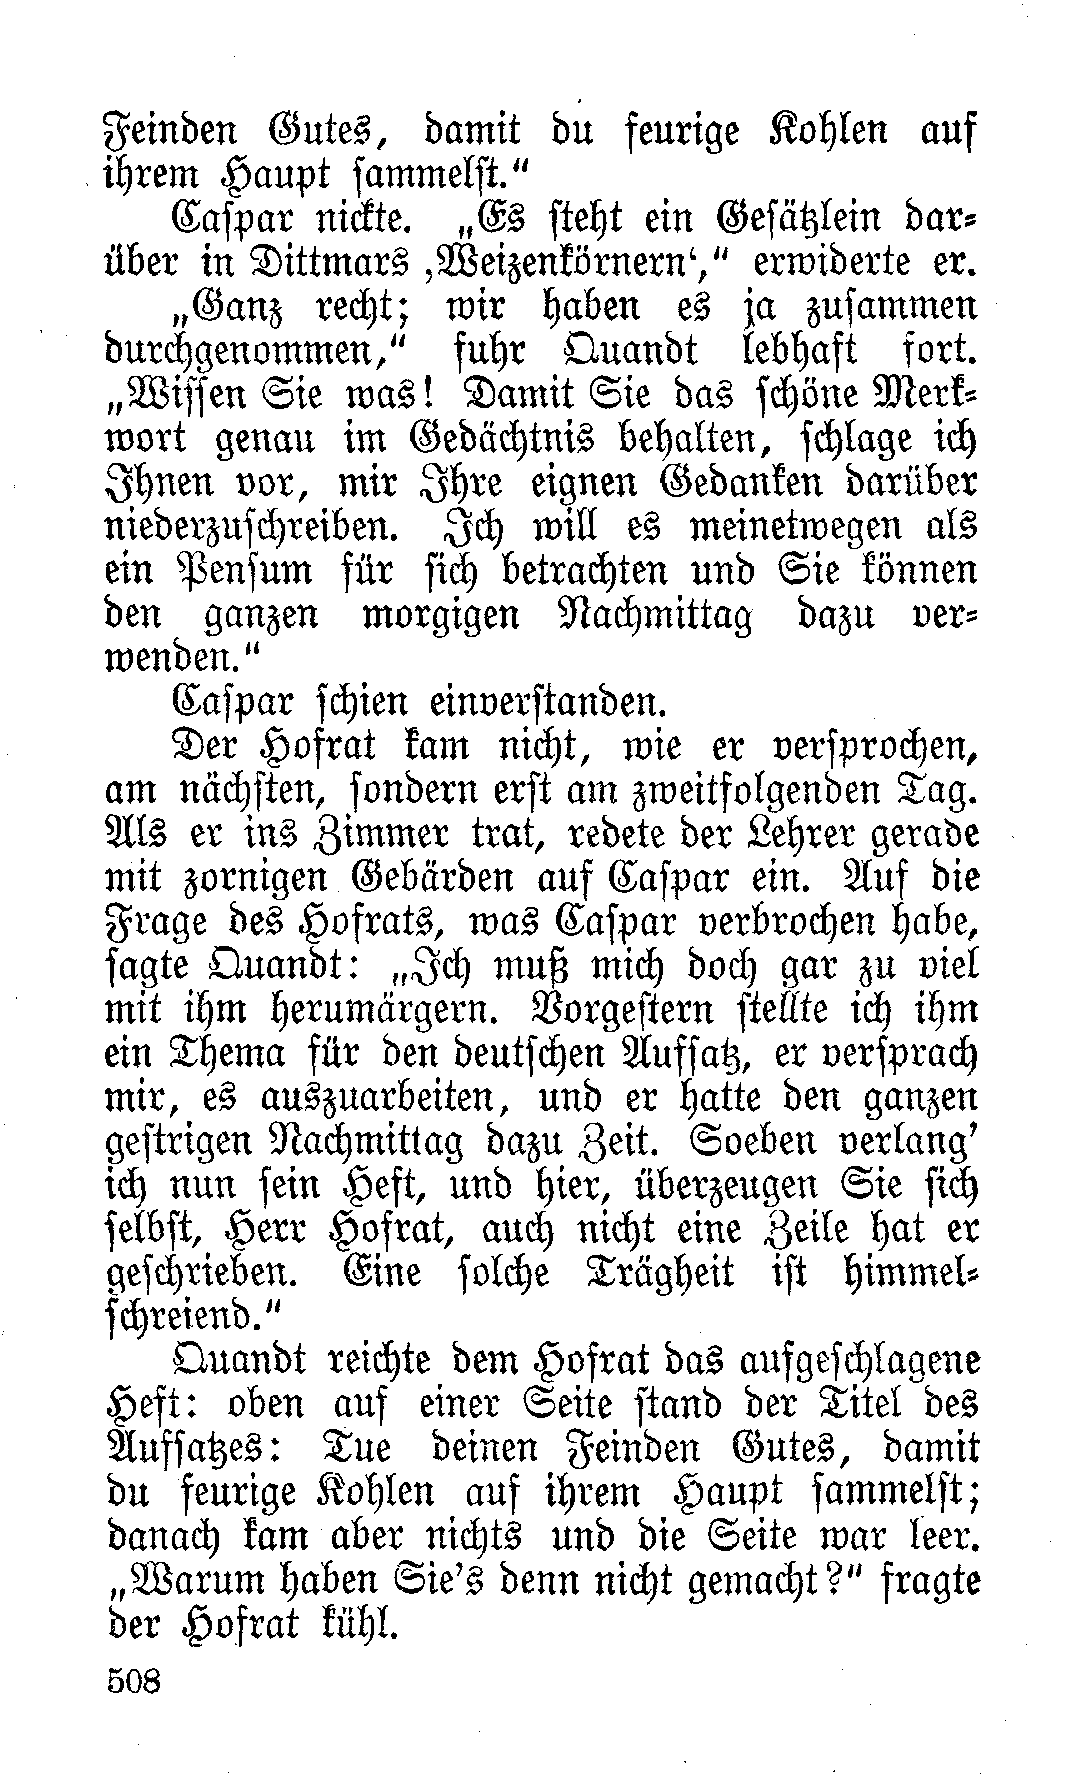 Feinden Gutes, damit du feurige Kohlen auf
ihrem Haupt sammelst."
Caspar nickte. „Es steht ein Gesätzlein dar-
über in Dittmars ‚Weizenkörnern‘," erwiderte er.
„Ganz recht; wir haben es ja zusammen
durchgenommen," fuhr Quandt lebhaft fort.
„Wissen Sie was! Damit Sie das schöne Merk-
wort genau im Gedächtnis behalten, schlage ich
Ihnen vor, mir Ihre eignen Gedanken darüber
niederzuschreiben. Ich will es meinetwegen als
ein Pensum für sich betrachten und Sie können
den ganzen morgigen Nachmittag dazu ver-
wenden."
Caspar schien einverstanden.
Der Hofrat kam nicht, wie er versprochen,
am nächsten, sondern erst am zweitfolgenden Tag.
Als er ins Zimmer trat, redete der Lehrer gerade
mit zornigen Gebärden auf Caspar ein. Auf die
Frage des Hofrats, was Caspar verbrochen habe,
sagte Quandt: „Ich muß mich doch gar zu viel
mit ihm herumärgern. Vorgestern stellte ich ihm
ein Thema für den deutschen Aufsatz, er versprach
mir, es auszuarbeiten, und er hatte den ganzen
gestrigen Nachmittag dazu Zeit. Soeben verlang'
ich nun sein Heft, und hier, überzeugen Sie sich
selbst, Herr Hofrat, auch nicht eine Zeile hat er
geschrieben. Eine solche Trägheit ist himmel-
schreiend."
Quandt reichte dem Hofrat das aufgeschlagene
Heft: oben auf einer Seite stand der Titel des
Aufsatzes: Tue deinen Feinden Gutes, damit
du feurige Kohlen auf ihrem Haupt sammelst;
danach kam aber nichts und die Seite war leer.
„Warum haben Sie's denn nicht gemacht?" fragte
der Hofrat kühl.
508